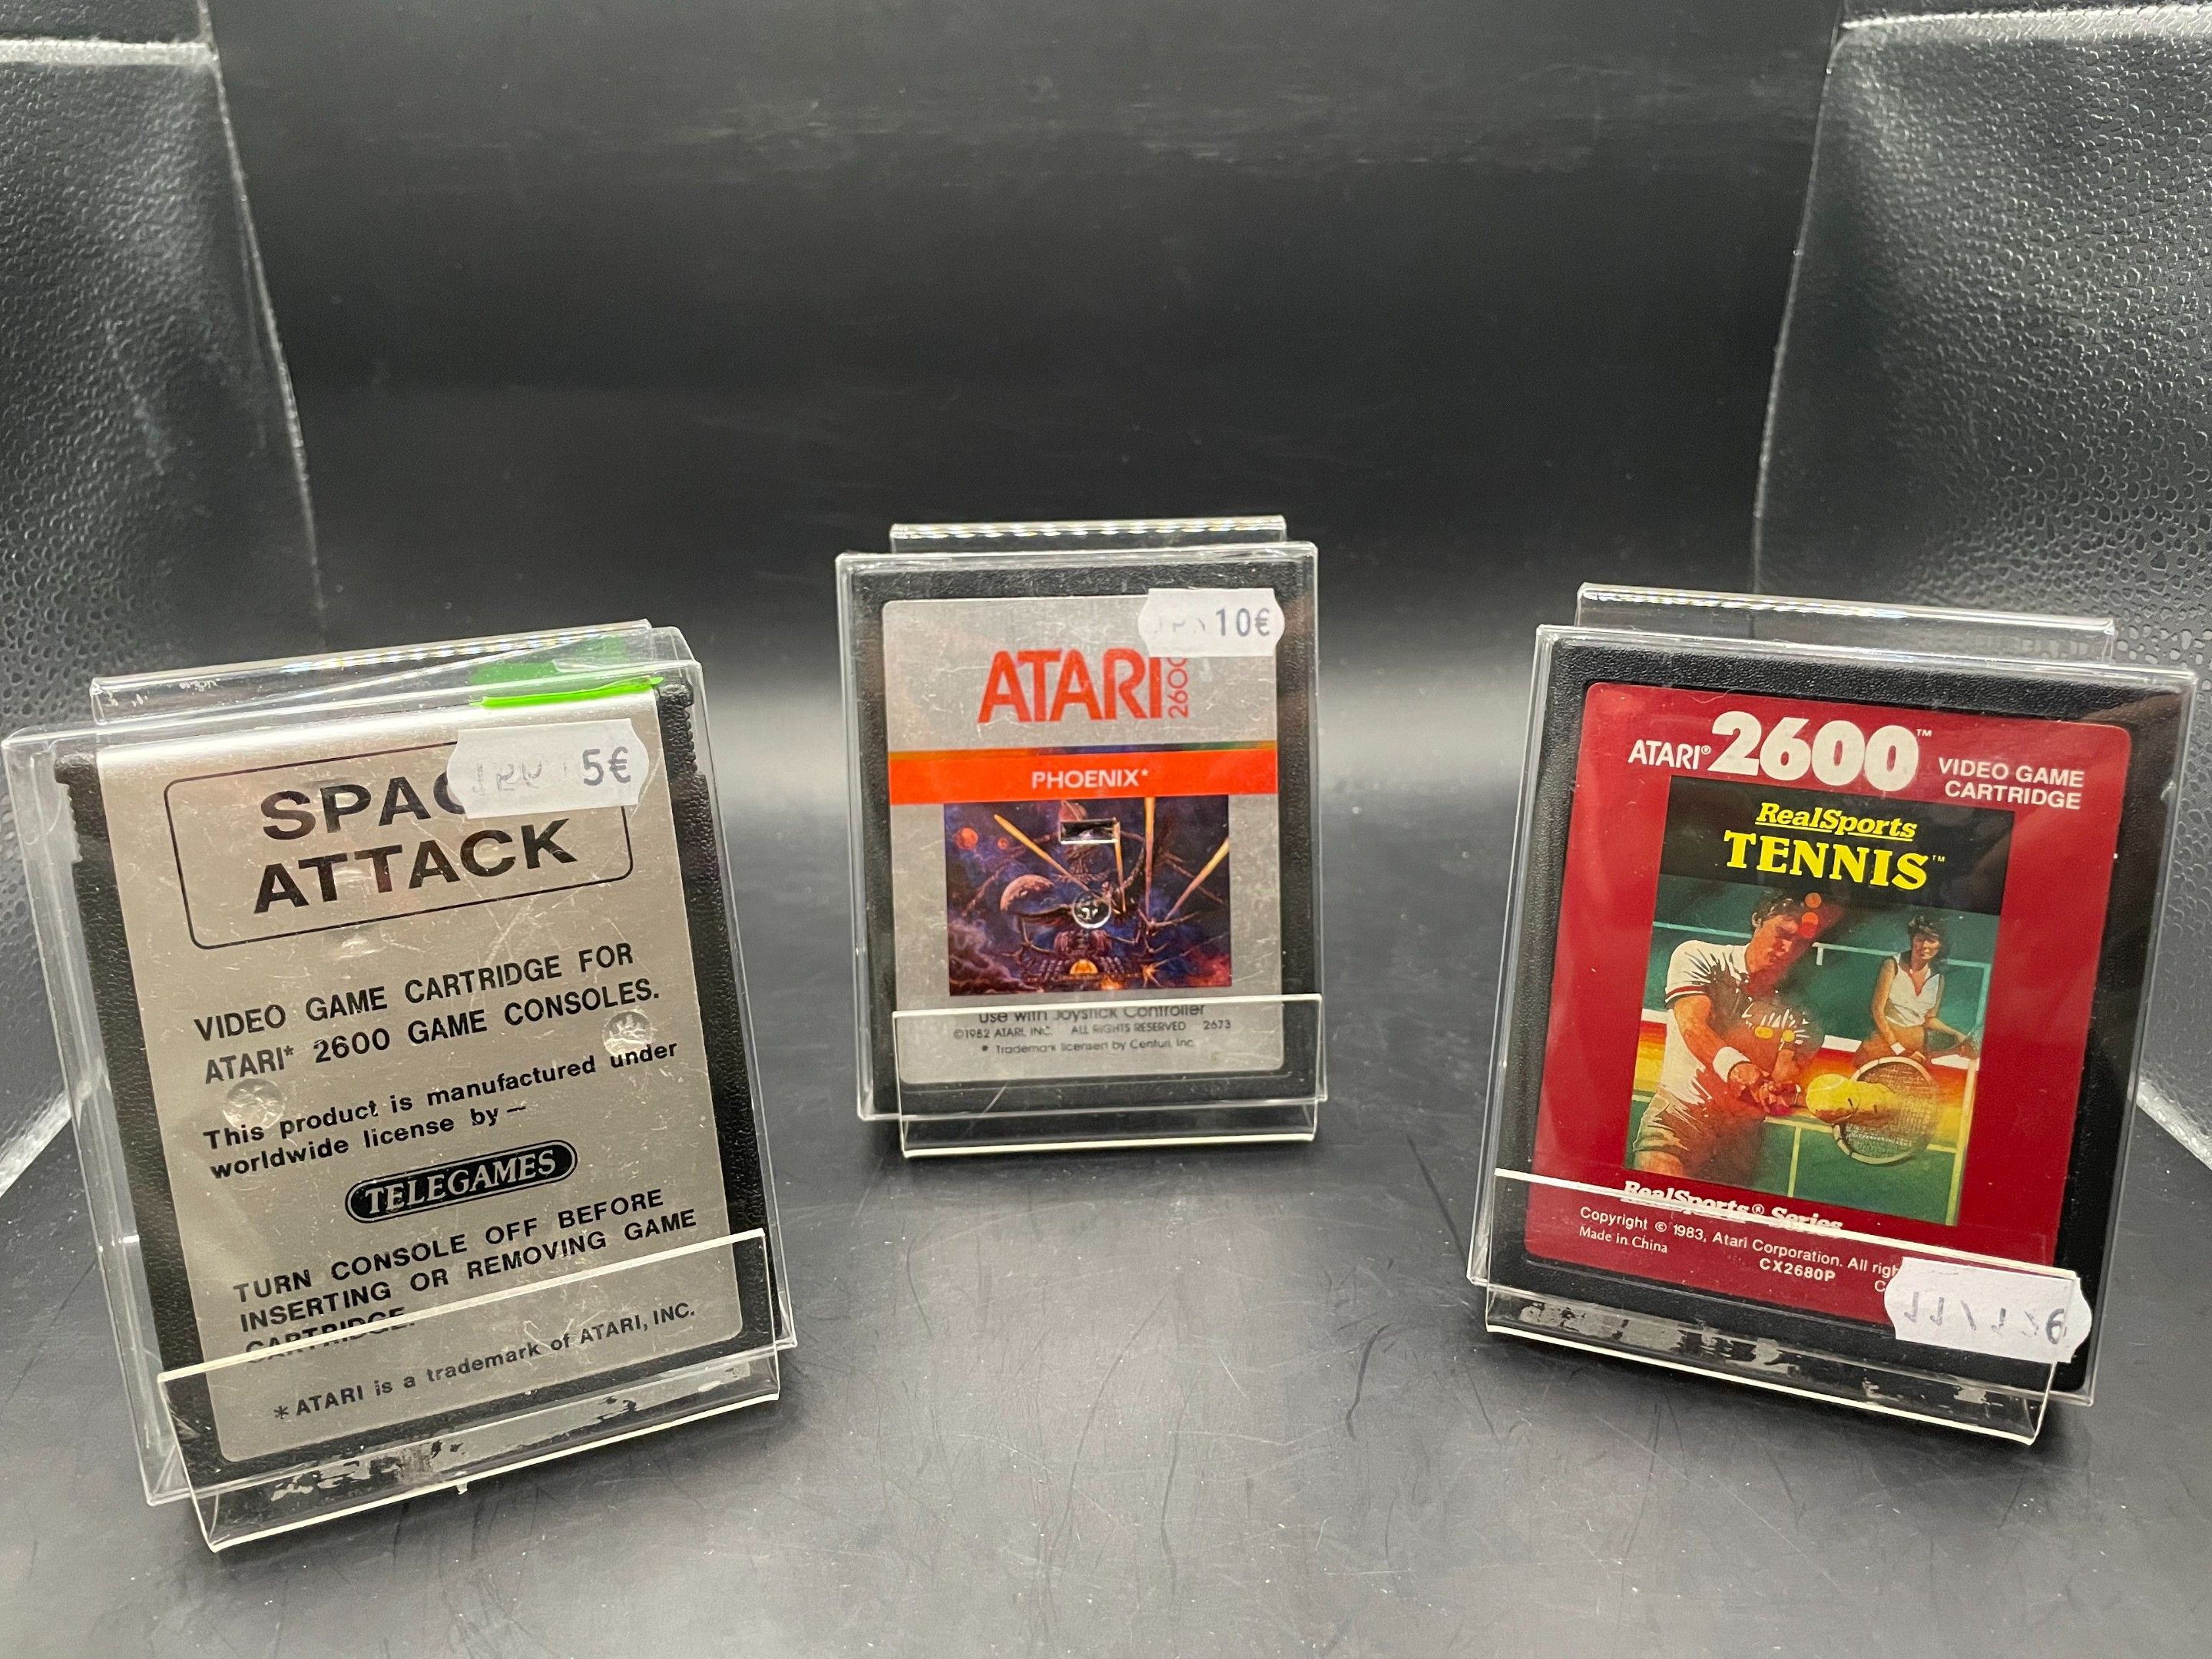 SPAC
ATTACK
5€
VIDEO GAME CARTRIDGE FOR
ATARI* 2600 GAME CONSOLES.
This product is manufactured under
worldwide license by —
TELEGAMES
TURN CONSOLE OFF BEFORE
INSERTING OR REMOVING GAME
CARTRIDGE.
*ATARI is a trademark of ATARI, INC.
10€
ATARI 2600
PHOENIX*
Use with Joystick Controller
©1982 ATARI, INC. ALL RIGHTS RESERVED 2673
* Trademark licensed by Centuri, Inc.
ATARI® 2600™ VIDEO GAME
CARTRIDGE
RealSports
TENNIS™
RealSports® Series
Copyright © 1983, Atari Corporation. All
Made in China
CX2680P